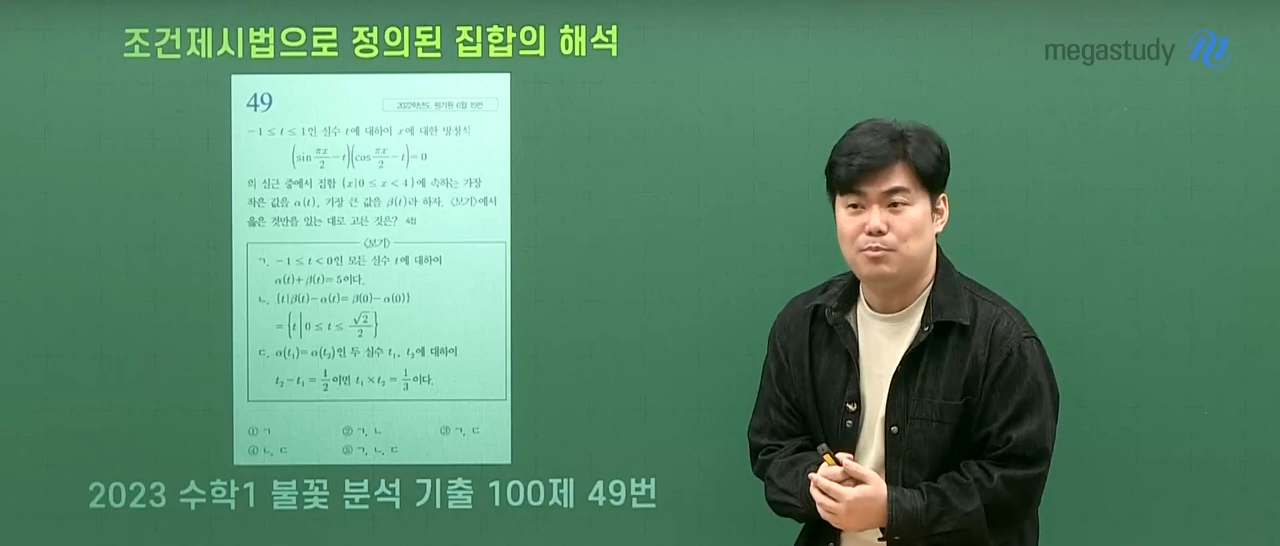 조건제시법으로 정의된 집합의 해석
megastudy
49
2022학년도 평가원 6월 15번
-1 ≤ t ≤ 1인 실수 t에 대하여 x에 대한 방정식
(sin πx/2 - t)(cos πx/2 - t) = 0
의 실근 중에서 집합 {x|0 ≤ x < 4}에 속하는 가장
작은 값을 α(t), 가장 큰 값을 β(t)라 하자. <보기>에서
옳은 것만을 있는 대로 고른 것은? 4점
<보기>
ㄱ. -1 ≤ t < 0인 모든 실수 t에 대하여
α(t)+β(t)=5이다.
ㄴ. {t|β(t)-α(t)=β(0)-α(0)}
={t|0 ≤ t ≤ √2/2}
ㄷ. α(t₁)=α(t₂)인 두 실수 t₁, t₂에 대하여
t₂-t₁=1/2이면 t₁×t₂=1/3이다.
① ㄱ ② ㄱ, ㄴ ③ ㄱ, ㄷ
④ ㄴ, ㄷ ⑤ ㄱ, ㄴ, ㄷ
2023 수학1 불꽃 분석 기출 100제 49번